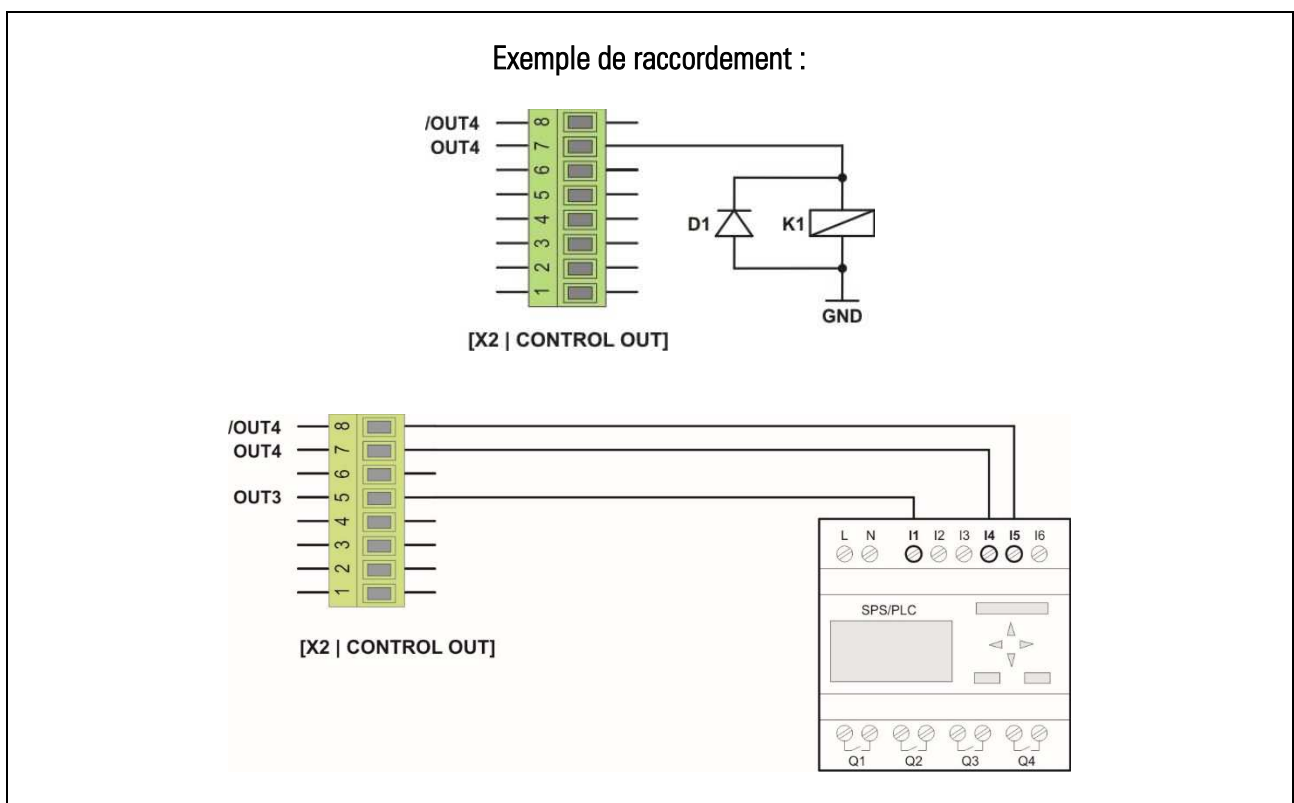 Exemple de raccordement :
/OUT4
OUT4
8
7
6
5
4
3
2
1
D1
K1
GND
[X2 | CONTROL OUT]
/OUT4
OUT4
OUT3
8
7
6
5
4
3
2
1
[X2 | CONTROL OUT]
L N I1 I2 I3 I4 I5 I6
SPS/PLC
Q1 Q2 Q3 Q4